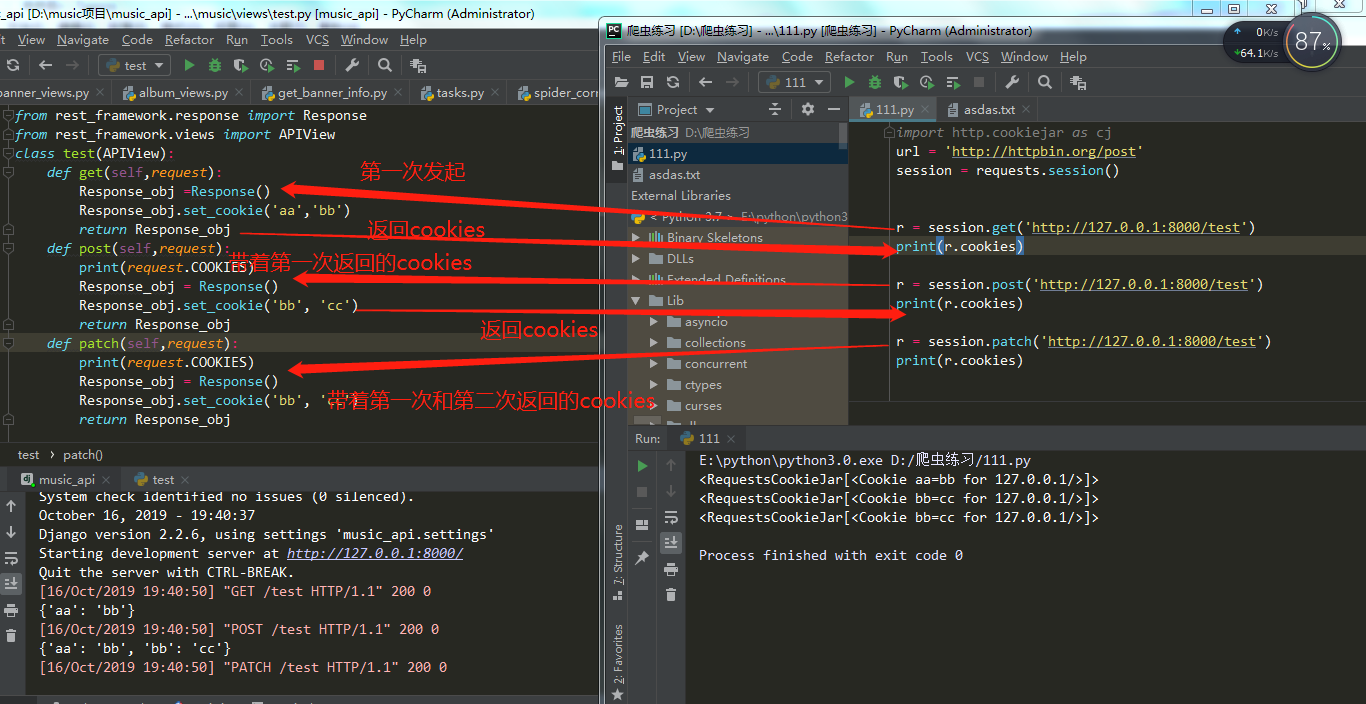 _api [D:\music项目\music_api] - ...\music\views\test.py [music_api] - PyCharm (Administrator)
t View Navigate Code Refactor Run Tools VCS Window Help
test
banner_views.py album_views.py get_banner_info.py tasks.py spider_corr
from rest_framework.response import Response
from rest_framework.views import APIView
class test(APIView):
def get(self,request):
Response_obj =Response()
Response_obj.set_cookie('aa','bb')
return Response_obj
def post(self,request):
print(request.COOKIES)
Response_obj = Response()
Response_obj.set_cookie('bb', 'cc')
return Response_obj
def patch(self,request):
print(request.COOKIES)
Response_obj = Response()
Response_obj.set_cookie('bb', 'cc')
return Response_obj
第一次发起
返回cookies
带着第一次返回的cookies
返回cookies
带着第一次和第二次返回的cookies
test > patch()
dj music_api test
System check identified no issues (0 silenced).
October 16, 2019 - 19:40:37
Django version 2.2.6, using settings 'music_api.settings'
Starting development server at http://127.0.0.1:8000/
Quit the server with CTRL-BREAK.
[16/Oct/2019 19:40:50] "GET /test HTTP/1.1" 200 0
{'aa': 'bb'}
[16/Oct/2019 19:40:50] "POST /test HTTP/1.1" 200 0
{'aa': 'bb', 'bb': 'cc'}
[16/Oct/2019 19:40:50] "PATCH /test HTTP/1.1" 200 0
PC 爬虫练习 [D:\爬虫练习] - ...\111.py [爬虫练习] - PyCharm (Administrator)
0K/s
64.1K/s
87%
File Edit View Navigate Code Refactor Run Tools VCS Window Help
111
1: Project
Project
111.py asdas.txt
爬虫练习 D:\爬虫练习
111.py
asdas.txt
External Libraries
< Python 3.7 > E:\python\python3
Binary Skeletons
DLLs
Extended Definitions
Lib
asyncio
collections
concurrent
ctypes
curses
import http.cookiejar as cj
url = 'http://httpbin.org/post'
session = requests.session()
r = session.get('http://127.0.0.1:8000/test')
print(r.cookies)
r = session.post('http://127.0.0.1:8000/test')
print(r.cookies)
r = session.patch('http://127.0.0.1:8000/test')
print(r.cookies)
Run: 111
E:\python\python3.0.exe D:/爬虫练习/111.py
<RequestsCookieJar[<Cookie aa=bb for 127.0.0.1/>]>
<RequestsCookieJar[<Cookie bb=cc for 127.0.0.1/>]>
<RequestsCookieJar[<Cookie bb=cc for 127.0.0.1/>]>
Process finished with exit code 0
7: Structure
2: Favorites